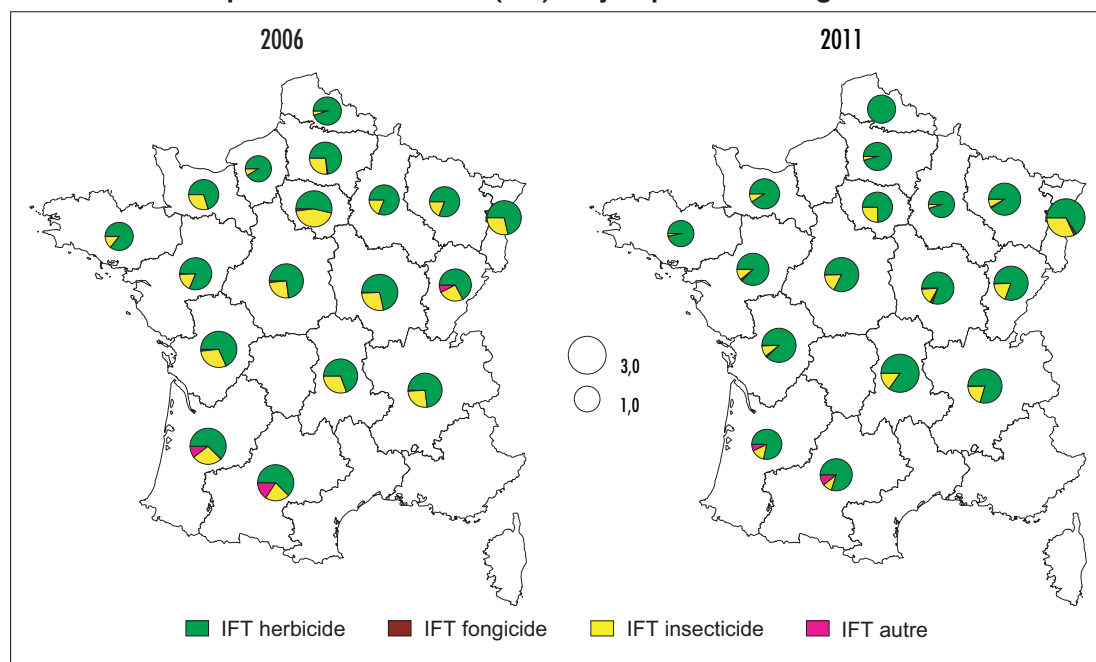 2006
2011
3,0
1,0
IFT herbicide
IFT fongicide
IFT insecticide
IFT autre